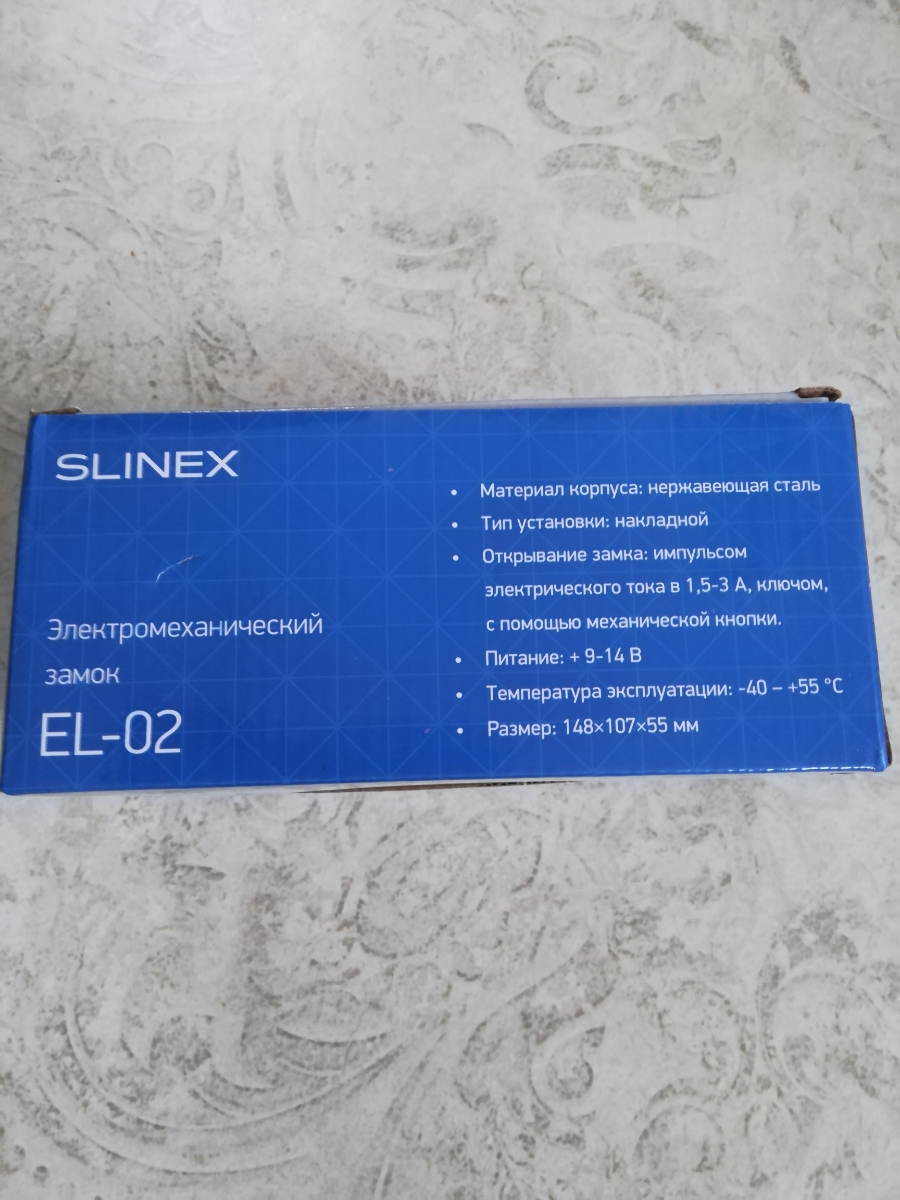 SLINEX
Электромеханический
замок
EL-02
• Материал корпуса: нержавеющая сталь
• Тип установки: накладной
• Открывание замка: импульсом
электрического тока в 1,5-3 А, ключом,
с помощью механической кнопки.
• Питание: + 9-14 В
• Температура эксплуатации: -40 – +55 °C
• Размер: 148×107×55 мм